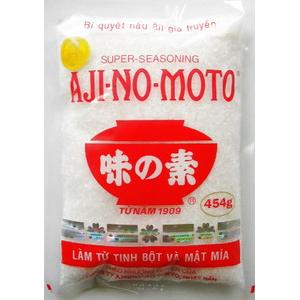 Bí quyết nấu ăn gia truyền
SUPER-SEASONING
AJI-NO-MOTO®
味の素
®
TỪ NĂM 1909
454g
LÀM TỪ TINH BỘT VÀ MẬT MÍA